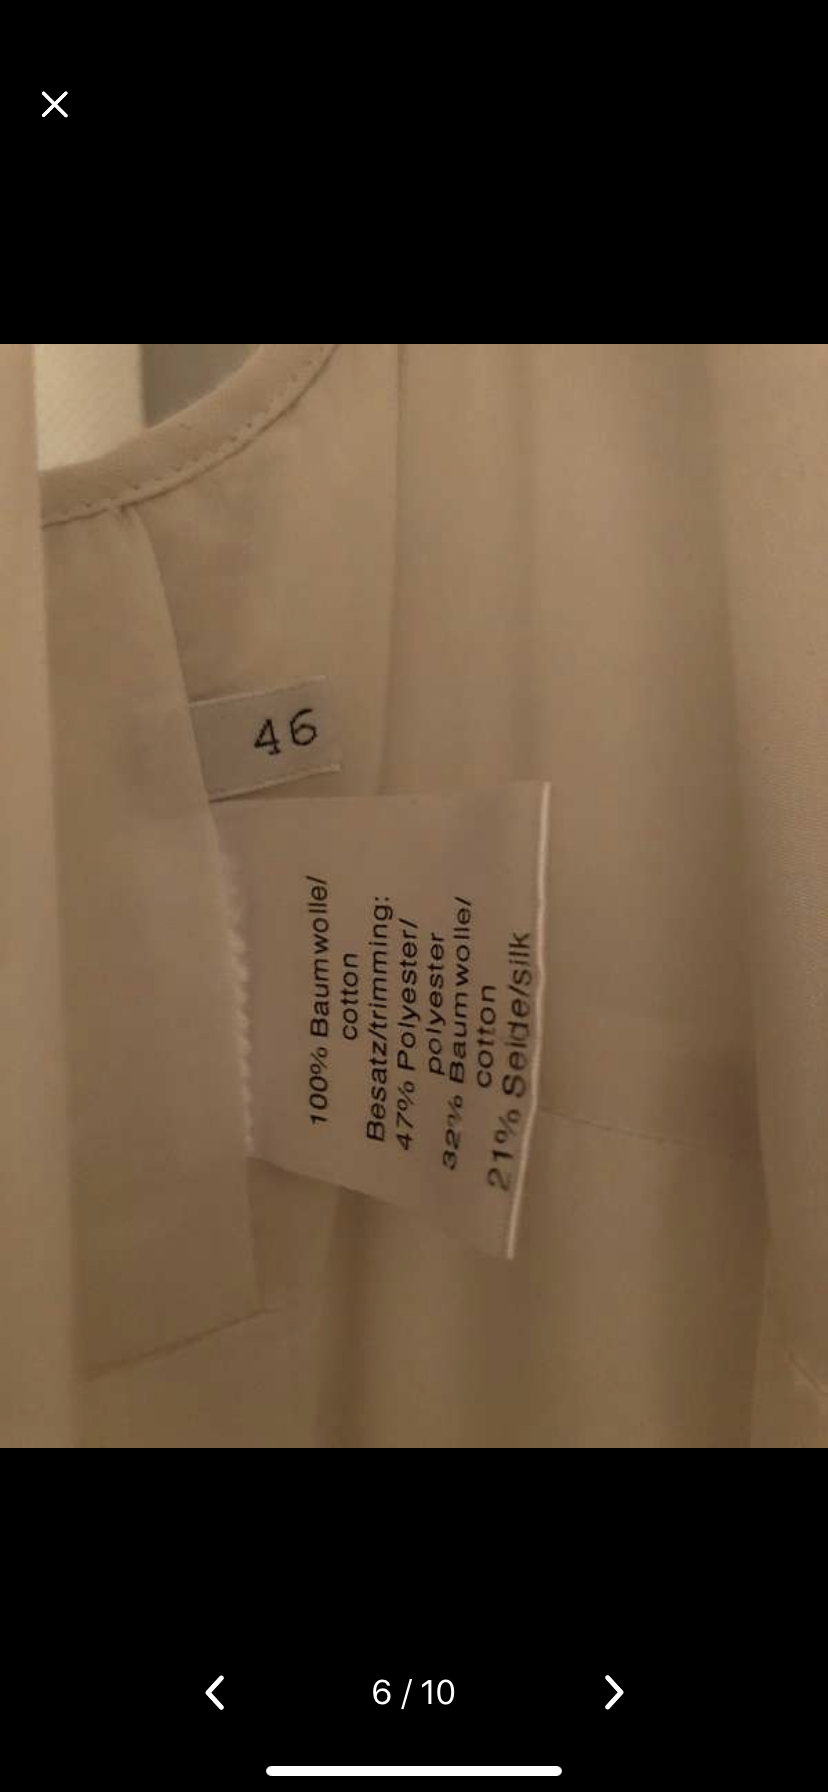 46
100% Baumwolle/
cotton
Besatz/trimming:
47% Polyester/
polyester
32% Baumwolle/
cotton
21% Seide/silk
6 / 10